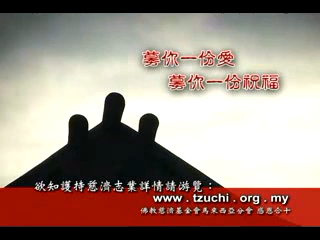 募你一份愛
募你一份祝福
欲知護持慈濟志業詳情請游覽：
www.tzuchi.org.my
佛教慈濟基金會馬來西亞分會 感恩合十